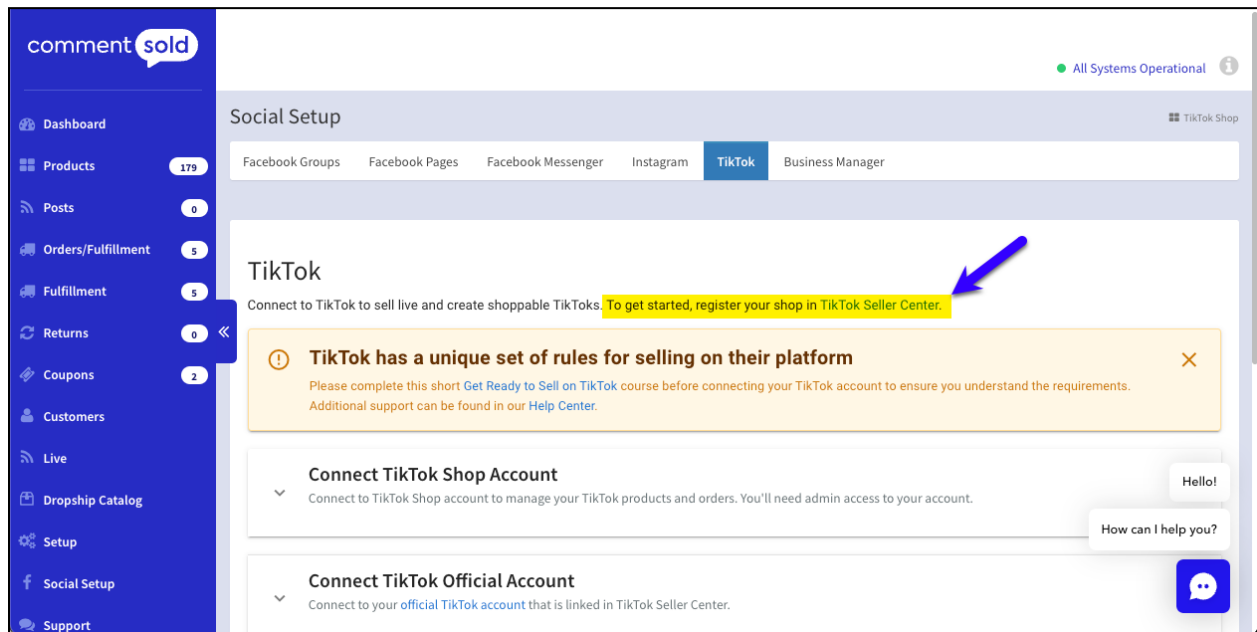 comment sold
All Systems Operational
Dashboard
Products 179
Posts 0
Orders/Fulfillment 5
Fulfillment 5
Returns 0
Coupons 2
Customers
Live
Dropship Catalog
Setup
Social Setup
Support
Social Setup
TikTok Shop
Facebook Groups Facebook Pages Facebook Messenger Instagram TikTok Business Manager
TikTok
Connect to TikTok to sell live and create shoppable TikToks. To get started, register your shop in TikTok Seller Center.
TikTok has a unique set of rules for selling on their platform
Please complete this short Get Ready to Sell on TikTok course before connecting your TikTok account to ensure you understand the requirements.
Additional support can be found in our Help Center.
Connect TikTok Shop Account
Connect to TikTok Shop account to manage your TikTok products and orders. You'll need admin access to your account.
Connect TikTok Official Account
Connect to your official TikTok account that is linked in TikTok Seller Center.
Hello!
How can I help you?